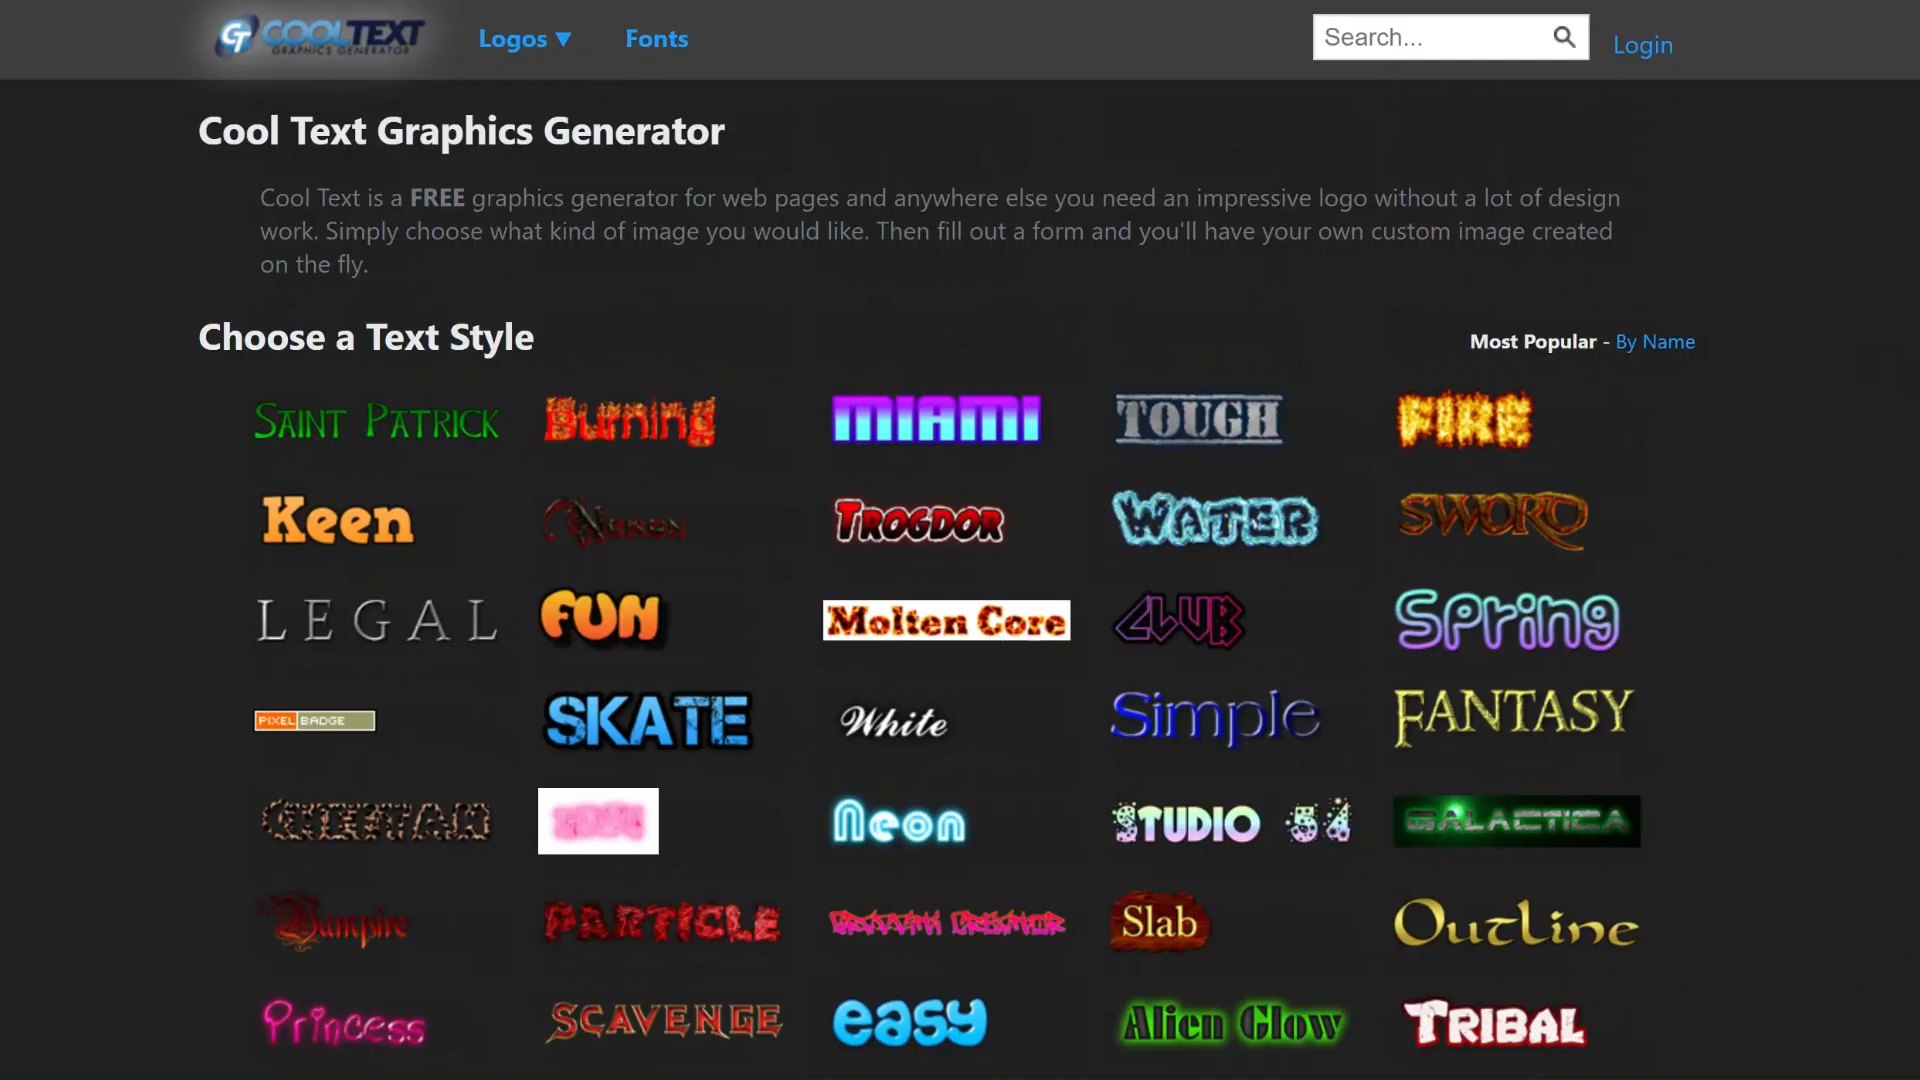 COOLTEXT
GRAPHICS GENERATOR
Logos ▼
Fonts
Search...
Login
Cool Text Graphics Generator
Cool Text is a FREE graphics generator for web pages and anywhere else you need an impressive logo without a lot of design
work. Simply choose what kind of image you would like. Then fill out a form and you'll have your own custom image created
on the fly.
Choose a Text Style
Most Popular - By Name
SAINT PATRICK
Burning
MIAMI
TOUGH
FIRE
Keen
TROGDOR
WATER
SWORD
LEGAL
FUN
Molten Core
CLUB
Spring
PIXEL BADGE
SKATE
White
Simple
FANTASY
CHEETAH
Neon
STUDIO 54
GALACTICA
Vampire
PARTICLE
Slab
Outline
Princess
SCAVENGE
easy
Alien Glow
TRIBAL